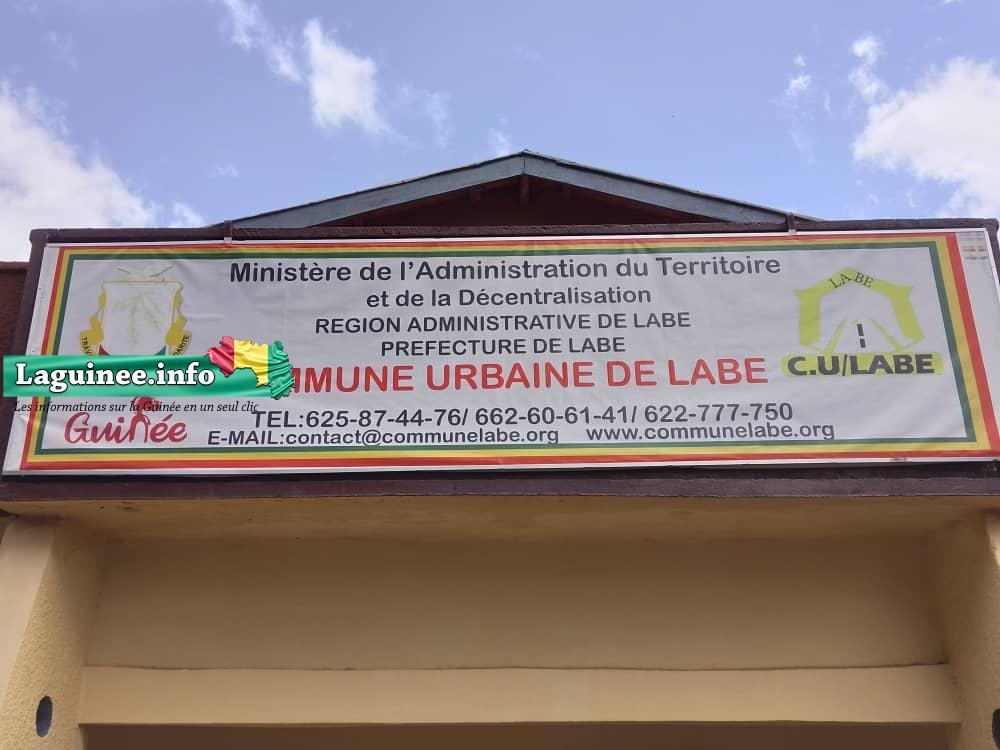 Ministère de l'Administration du Territoire
et de la Décentralisation
REGION ADMINISTRATIVE DE LABE
PREFECTURE DE LABE
MMUNE URBAINE DE LABE
TEL:625-87-44-76/ 662-60-61-41/ 622-777-750
E-MAIL:contact@communelabe.org www.communelabe.org
LA BE
C.U/LABE
Laguinee.info
Les informations sur la Guinée en un seul clic
Guinée